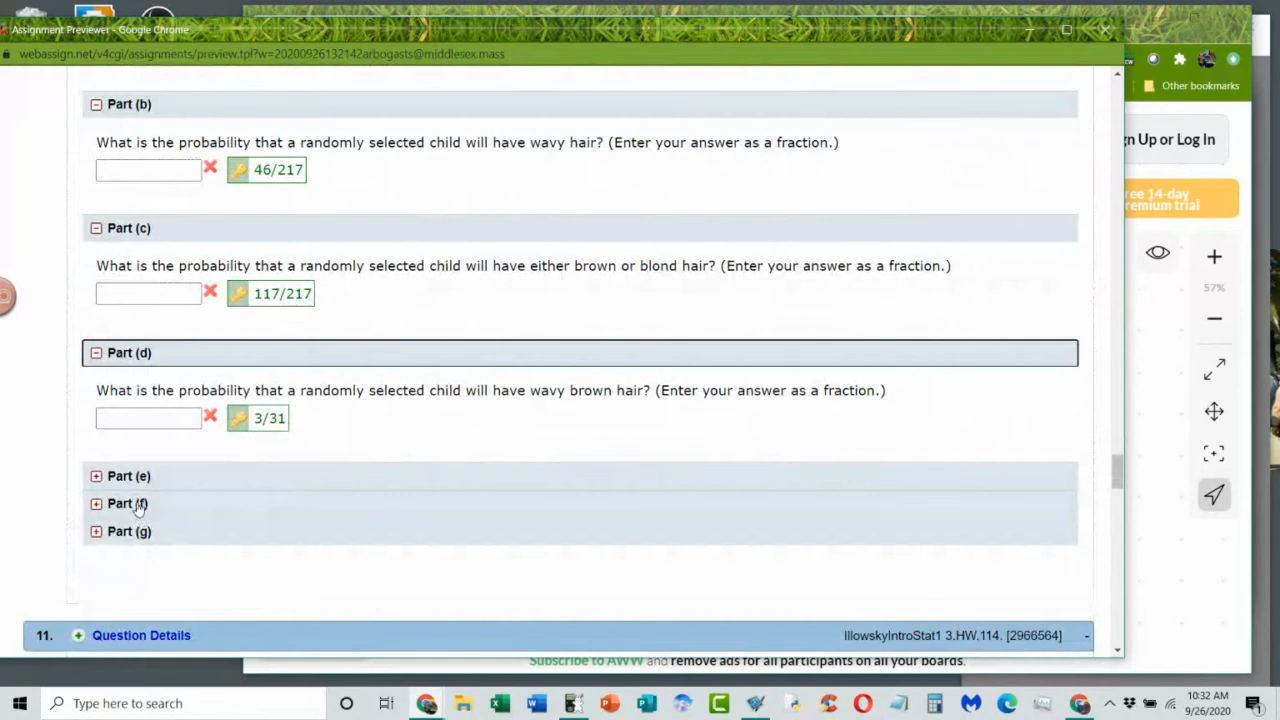 Assignment Previewer - Google Chrome
webassign.net/v4cgi/assignments/preview.tpl?w=20200926132142arbogasts@middlesex.mass
Other bookmarks
Part (b)
What is the probability that a randomly selected child will have wavy hair? (Enter your answer as a fraction.)
46/217
Part (c)
What is the probability that a randomly selected child will have either brown or blond hair? (Enter your answer as a fraction.)
117/217
Part (d)
What is the probability that a randomly selected child will have wavy brown hair? (Enter your answer as a fraction.)
3/31
Part (e)
Part (f)
Part (g)
11. Question Details IllowskyIntroStat1 3.HW.114. [2966564] -
n Up or Log In
ree 14-day
remium trial
57%
Subscribe to AWW and remove ads for all participants on all your boards.
Type here to search
10:32 AM
9/26/2020